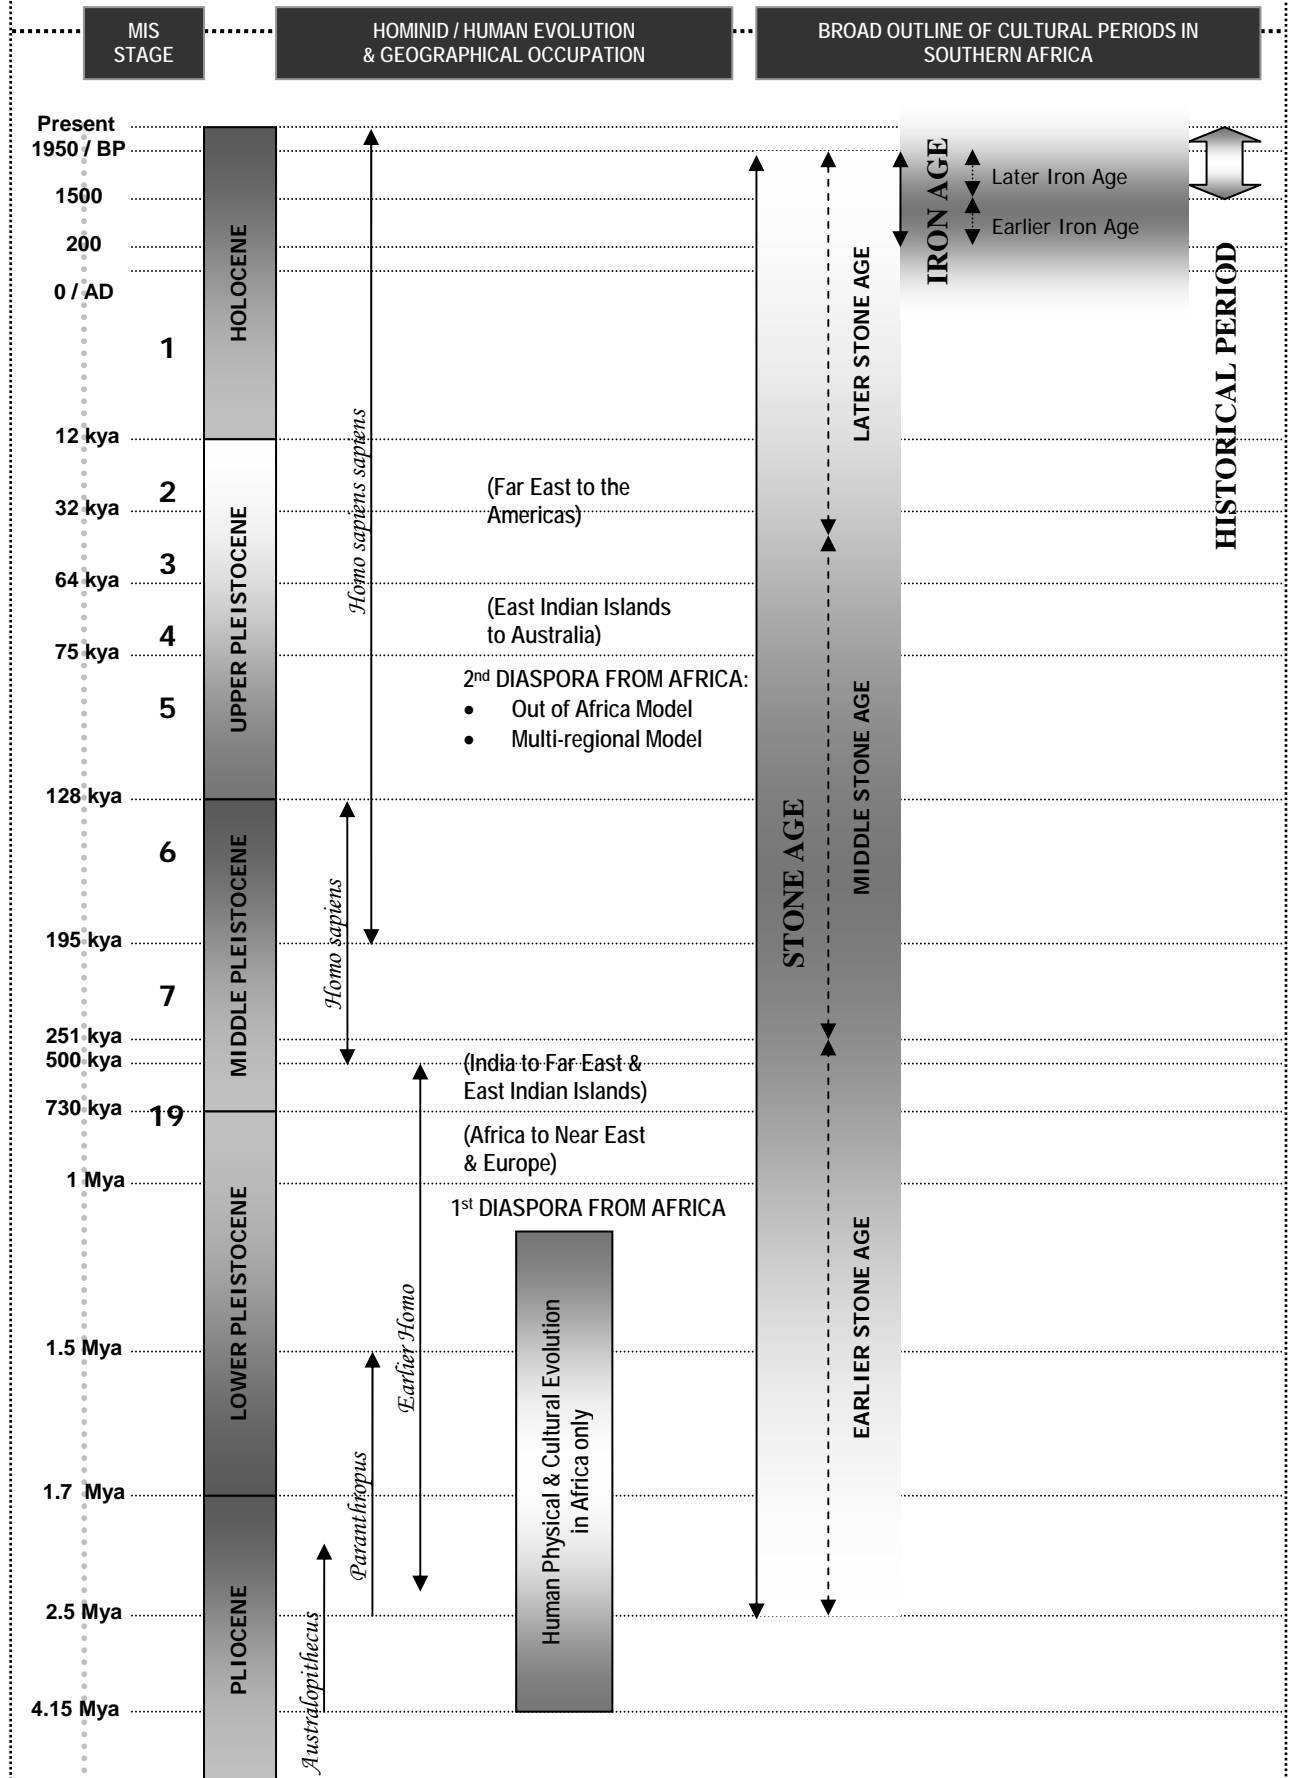 MIS
STAGE
HOMINID / HUMAN EVOLUTION
& GEOGRAPHICAL OCCUPATION
BROAD OUTLINE OF CULTURAL PERIODS IN
SOUTHERN AFRICA
Present
1950 / BP
1500
200
0 / AD
12 kya
32 kya
64 kya
75 kya
128 kya
195 kya
251 kya
500 kya
730 kya
1 Mya
1.5 Mya
1.7 Mya
2.5 Mya
4.15 Mya
1
2
3
4
5
6
7
19
HOLOCENE
UPPER PLEISTOCENE
MIDDLE PLEISTOCENE
LOWER PLEISTOCENE
PLIOCENE
Homo sapiens sapiens
Homo sapiens
Earlier Homo
Paranthropus
Australopithecus
(Far East to the
Americas)
(East Indian Islands
to Australia)
2nd DIASPORA FROM AFRICA:
• Out of Africa Model
• Multi-regional Model
(India to Far East &
East Indian Islands)
(Africa to Near East
& Europe)
1st DIASPORA FROM AFRICA
Human Physical & Cultural Evolution
in Africa only
STONE AGE
LATER STONE AGE
MIDDLE STONE AGE
EARLIER STONE AGE
IRON AGE
Later Iron Age
Earlier Iron Age
HISTORICAL PERIOD